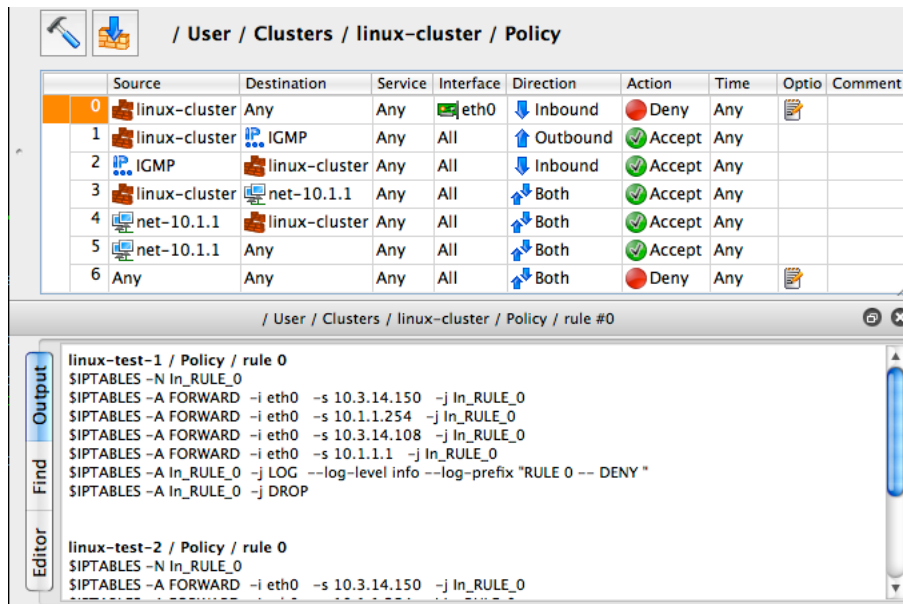 / User / Clusters / linux-cluster / Policy
Source Destination Service Interface Direction Action Time Optio Comment
0 linux-cluster Any Any eth0 Inbound Deny Any
1 linux-cluster IP IGMP Any All Outbound Accept Any
2 IP IGMP linux-cluster Any All Inbound Accept Any
3 linux-cluster net-10.1.1 Any All Both Accept Any
4 net-10.1.1 linux-cluster Any All Both Accept Any
5 net-10.1.1 Any Any All Both Accept Any
6 Any Any Any All Both Deny Any
/ User / Clusters / linux-cluster / Policy / rule #0
Output
Find
Editor
linux-test-1 / Policy / rule 0
$IPTABLES -N In_RULE_0
$IPTABLES -A FORWARD -i eth0 -s 10.3.14.150 -j In_RULE_0
$IPTABLES -A FORWARD -i eth0 -s 10.1.1.254 -j In_RULE_0
$IPTABLES -A FORWARD -i eth0 -s 10.3.14.108 -j In_RULE_0
$IPTABLES -A FORWARD -i eth0 -s 10.1.1.1 -j In_RULE_0
$IPTABLES -A In_RULE_0 -j LOG --log-level info --log-prefix "RULE 0 -- DENY "
$IPTABLES -A In_RULE_0 -j DROP
linux-test-2 / Policy / rule 0
$IPTABLES -N In_RULE_0
$IPTABLES -A FORWARD -i eth0 -s 10.3.14.150 -j In_RULE_0